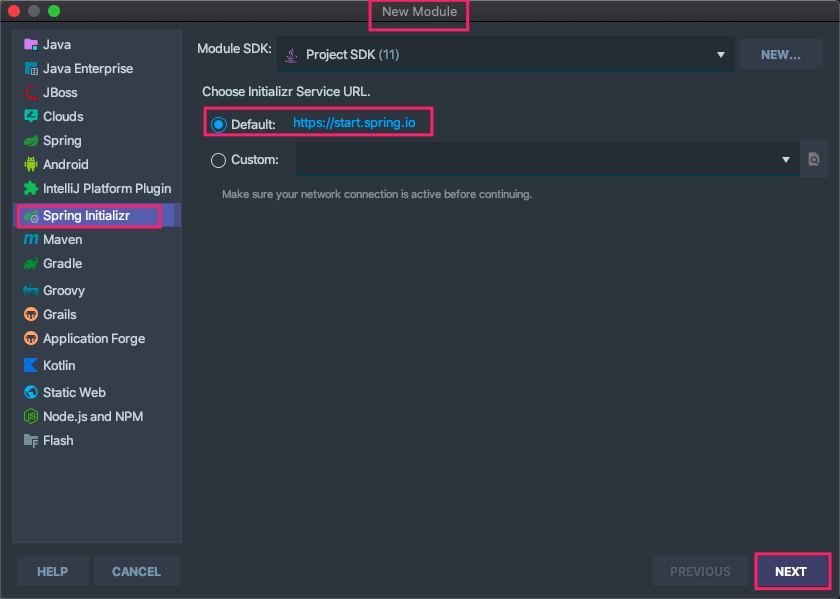 New Module
Java
Java Enterprise
JBoss
Clouds
Spring
Android
IntelliJ Platform Plugin
Spring Initializr
Maven
Gradle
Groovy
Grails
Application Forge
Kotlin
Static Web
Node.js and NPM
Flash
Module SDK: Project SDK (11) NEW...
Choose Initializr Service URL.
Default: https://start.spring.io
Custom:
Make sure your network connection is active before continuing.
HELP CANCEL PREVIOUS NEXT